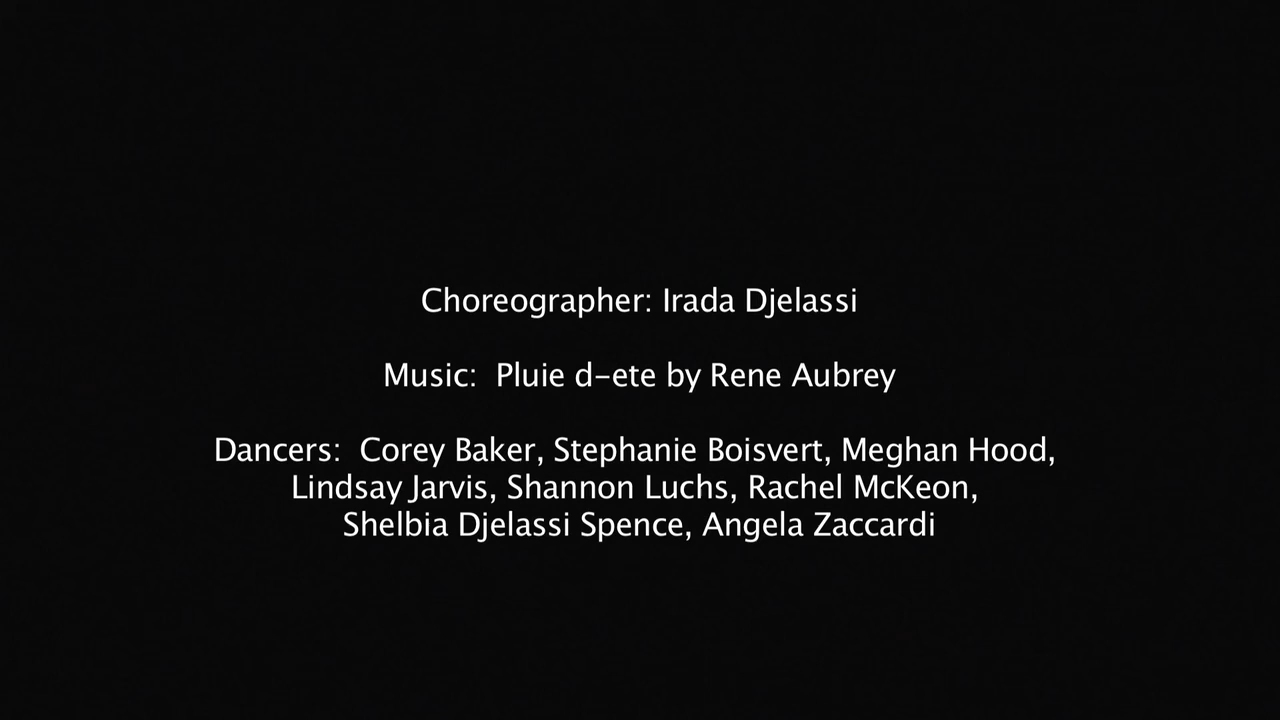 Choreographer: Irada Djelassi
Music:  Pluie d-ete by Rene Aubrey
Dancers:  Corey Baker, Stephanie Boisvert, Meghan Hood,
Lindsay Jarvis, Shannon Luchs, Rachel McKeon,
Shelbia Djelassi Spence, Angela Zaccardi